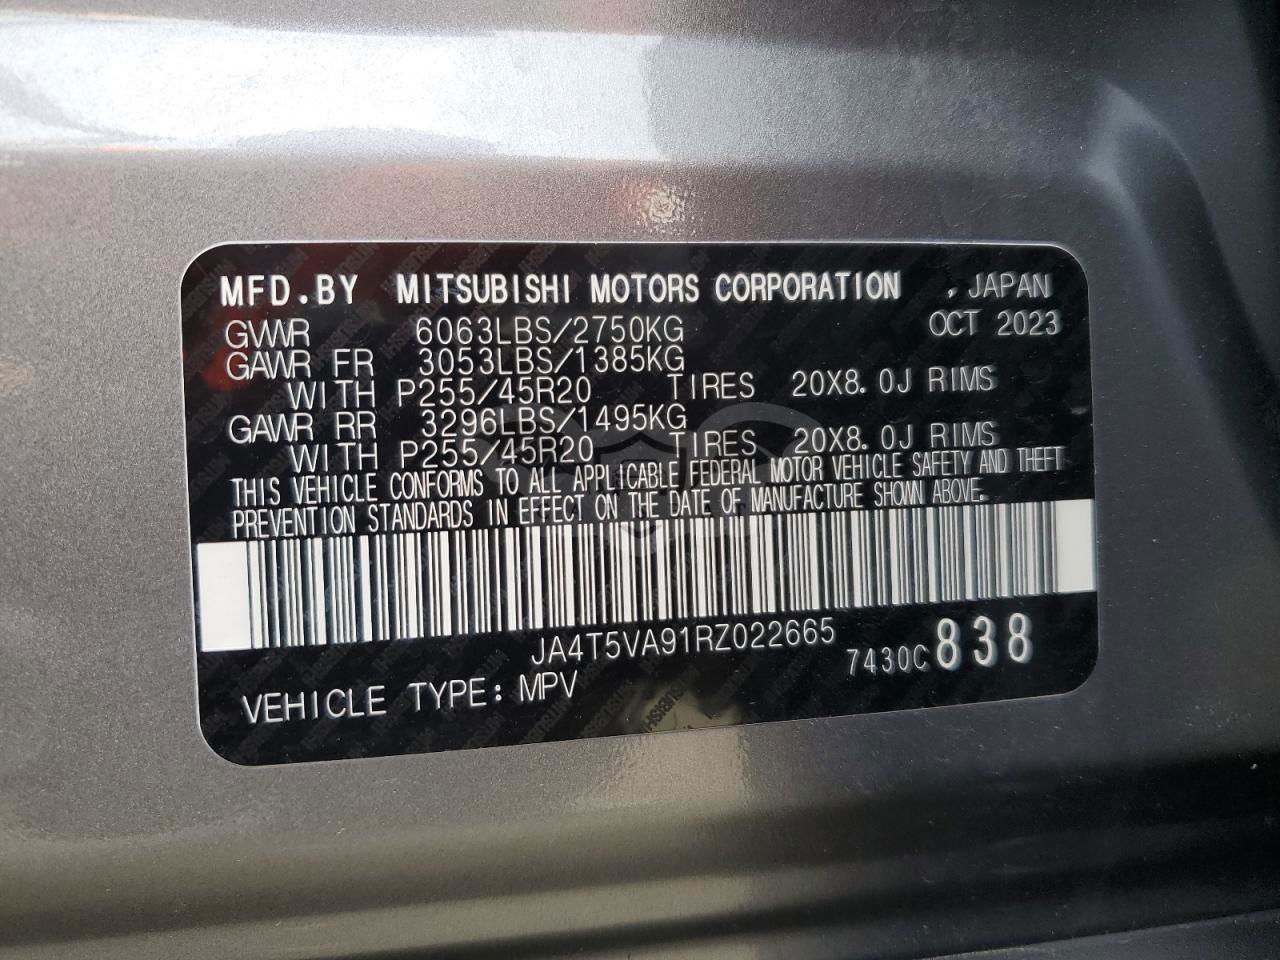 MFD.BY MITSUBISHI MOTORS CORPORATION , JAPAN
GVWR 6063LBS/2750KG OCT 2023
GAWR FR 3053LBS/1385KG
WITH P255/45R20 TIRES 20X8.0J RIMS
GAWR RR 3296LBS/1495KG
WITH P255/45R20 TIRES 20X8.0J RIMS
THIS VEHICLE CONFORMS TO ALL APPLICABLE FEDERAL MOTOR VEHICLE SAFETY AND THEFT
PREVENTION STANDARDS IN EFFECT ON THE DATE OF MANUFACTURE SHOWN ABOVE.
JA4T5VA91RZ022665 7430C 838
VEHICLE TYPE: MPV